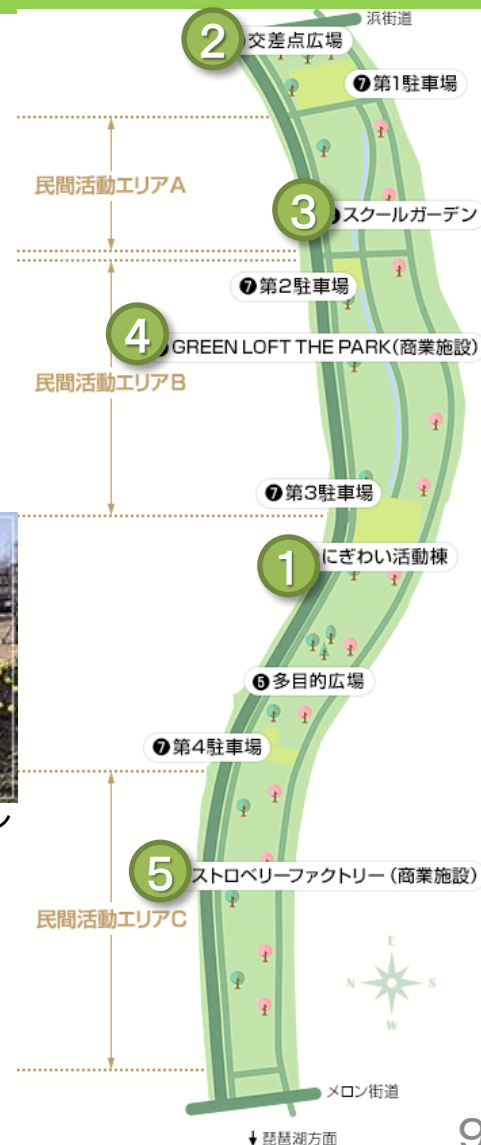 浜街道
② 交差点広場
❼第1駐車場
民間活動エリアA
③ スクールガーデン
❼第2駐車場
④ GREEN LOFT THE PARK(商業施設)
民間活動エリアB
❼第3駐車場
① にぎわい活動棟
❻多目的広場
❼第4駐車場
ン
⑤ ストロベリーファクトリー(商業施設)
民間活動エリアC
E
N S
W
メロン街道
↓琵琶湖方面
9